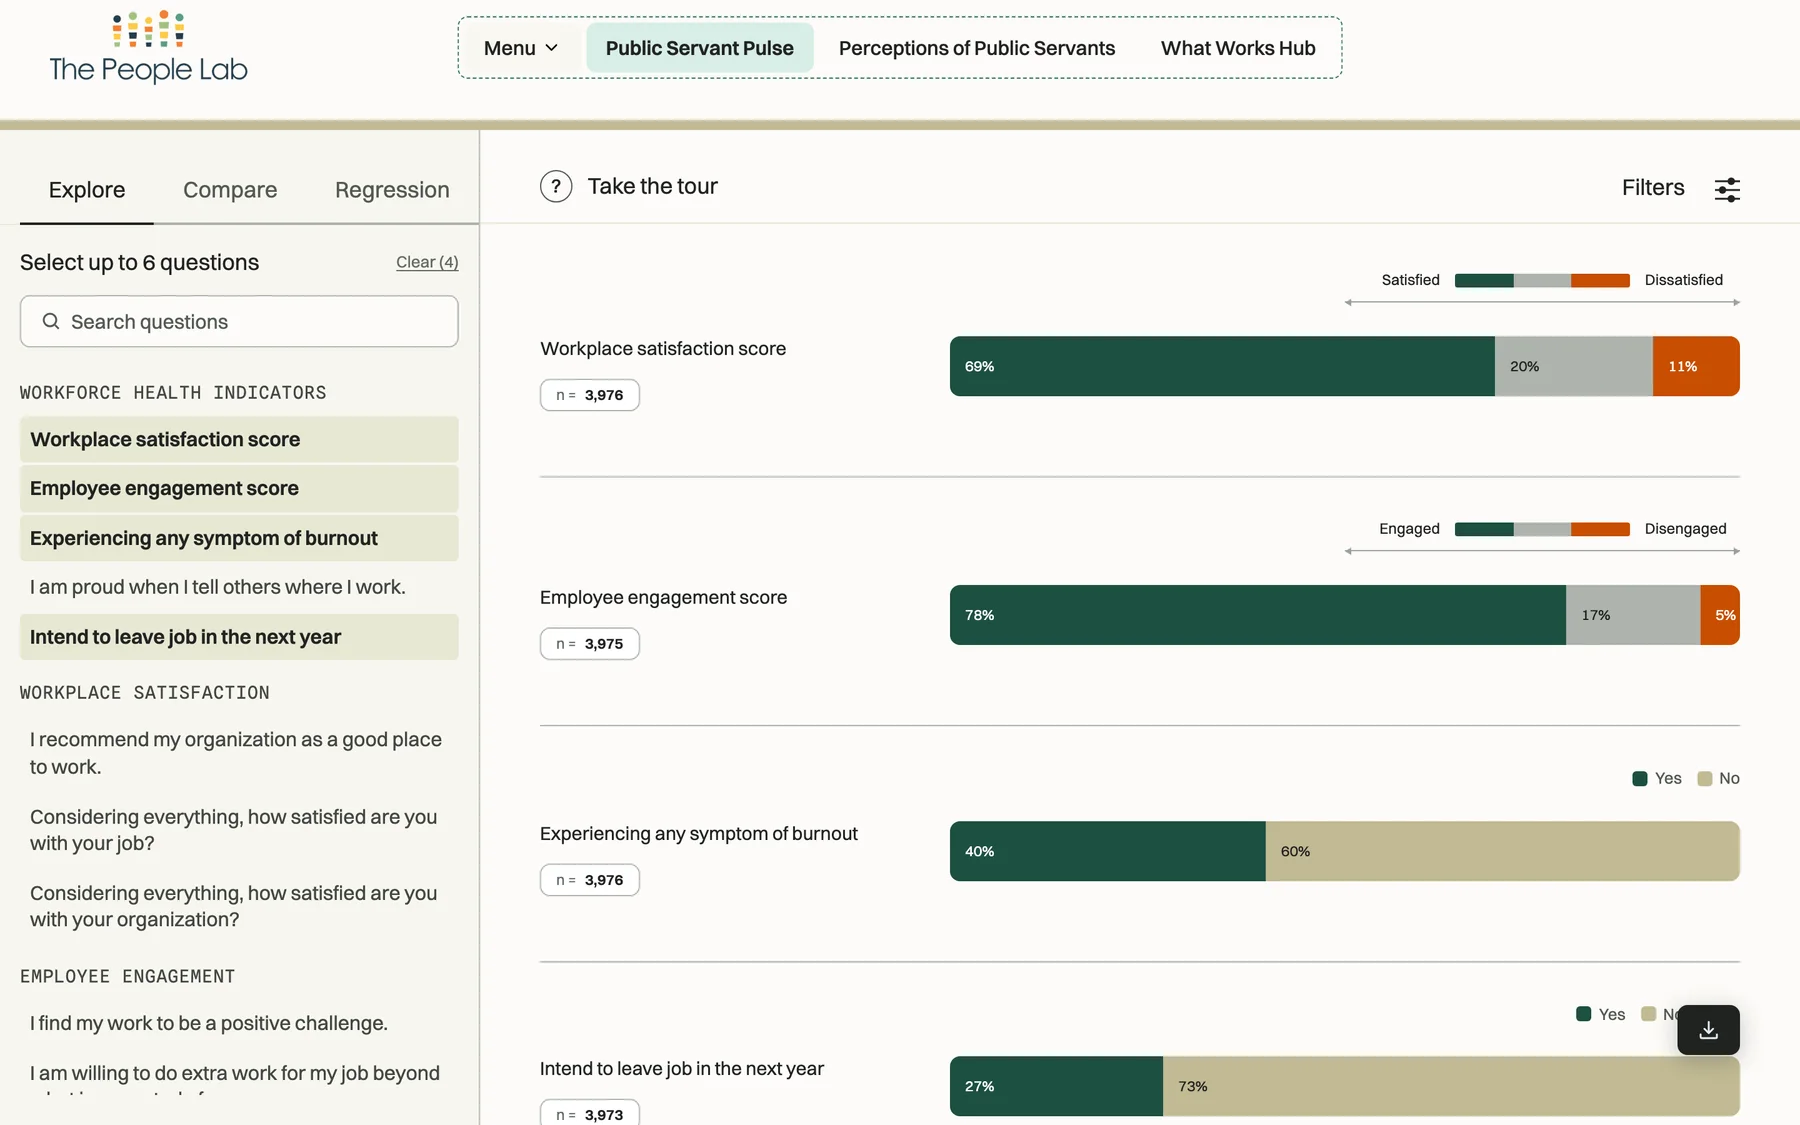 The People Lab
Menu
Public Servant Pulse
Perceptions of Public Servants
What Works Hub
Explore
Compare
Regression
Select up to 6 questions
Clear (4)
Search questions
WORKFORCE HEALTH INDICATORS
Workplace satisfaction score
Employee engagement score
Experiencing any symptom of burnout
I am proud when I tell others where I work.
Intend to leave job in the next year
WORKPLACE SATISFACTION
I recommend my organization as a good place
to work.
Considering everything, how satisfied are you
with your job?
Considering everything, how satisfied are you
with your organization?
EMPLOYEE ENGAGEMENT
I find my work to be a positive challenge.
I am willing to do extra work for my job beyond
? Take the tour
Filters
Satisfied
Dissatisfied
Workplace satisfaction score
n = 3,976
69%
20%
11%
Engaged
Disengaged
Employee engagement score
n = 3,975
78%
17%
5%
Yes
No
Experiencing any symptom of burnout
n = 3,976
40%
60%
Yes
No
Intend to leave job in the next year
n = 3,973
27%
73%